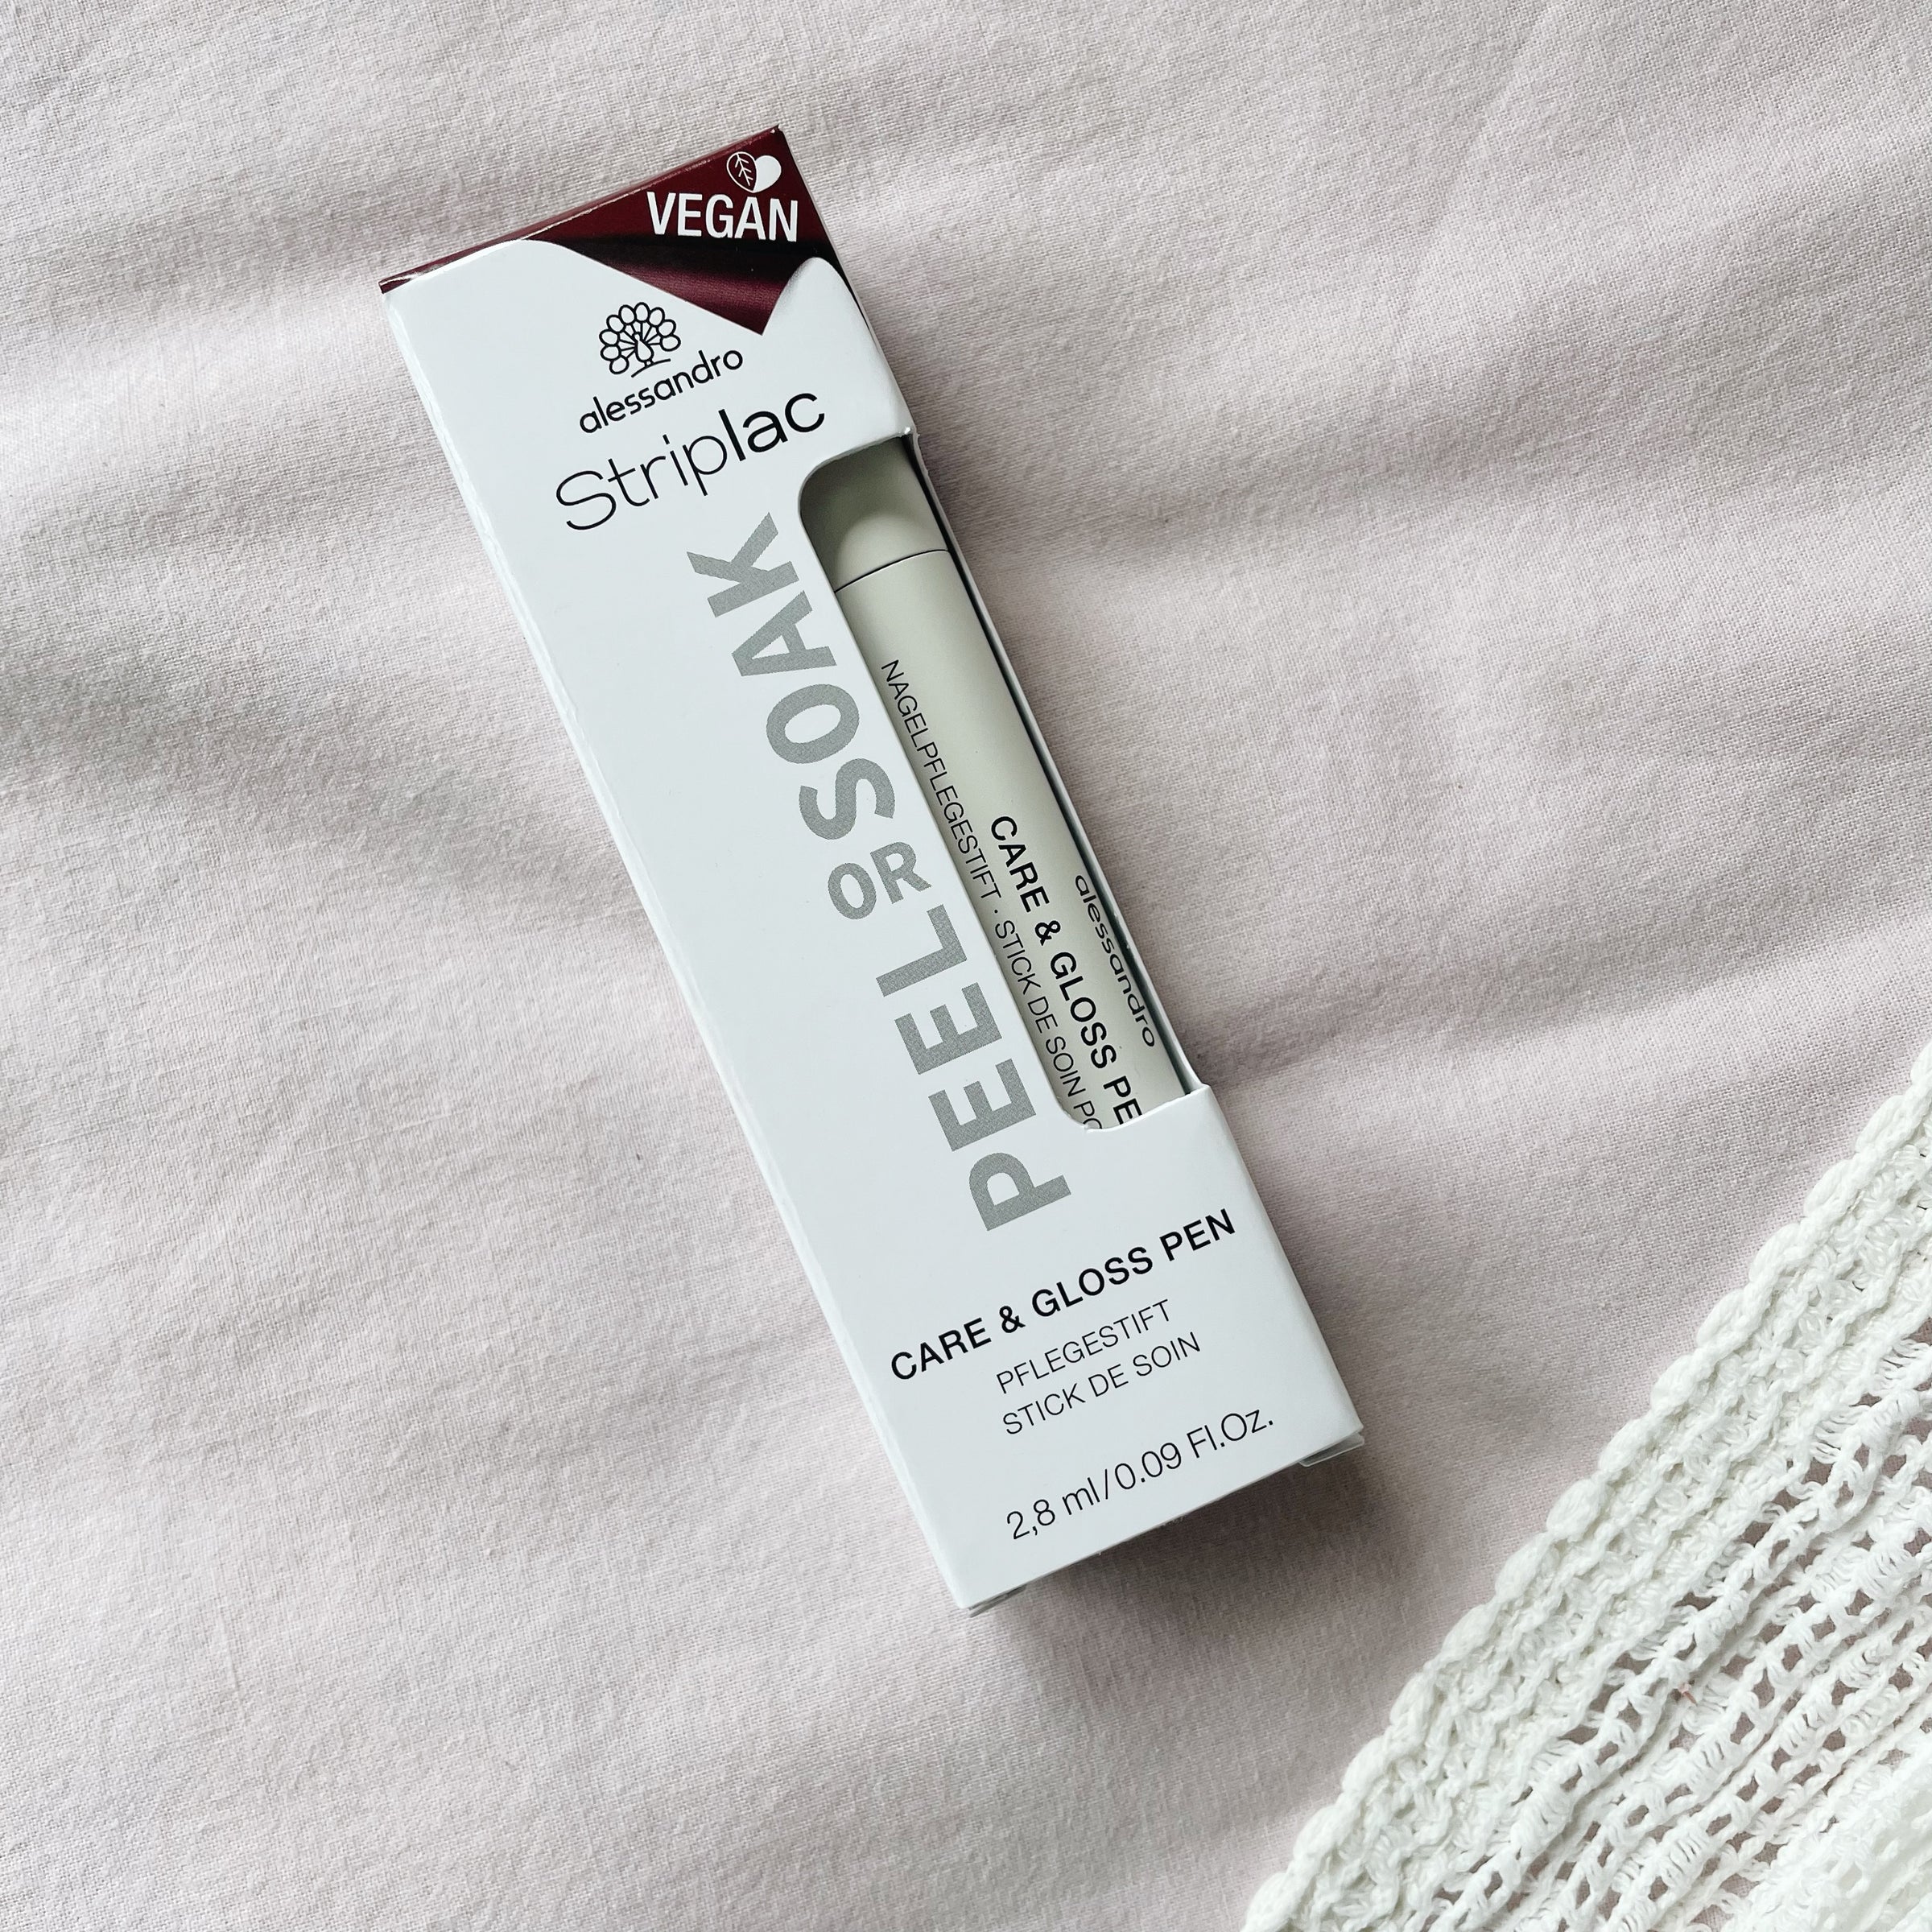 VEGAN
alessandro
Striplac
PEEL OR SOAK
alessandro
CARE & GLOSS PE
NAGELPFLEGESTIFT · STICK DE SOIN PO
CARE & GLOSS PEN
PFLEGESTIFT
STICK DE SOIN
2,8 ml/0.09 Fl.Oz.